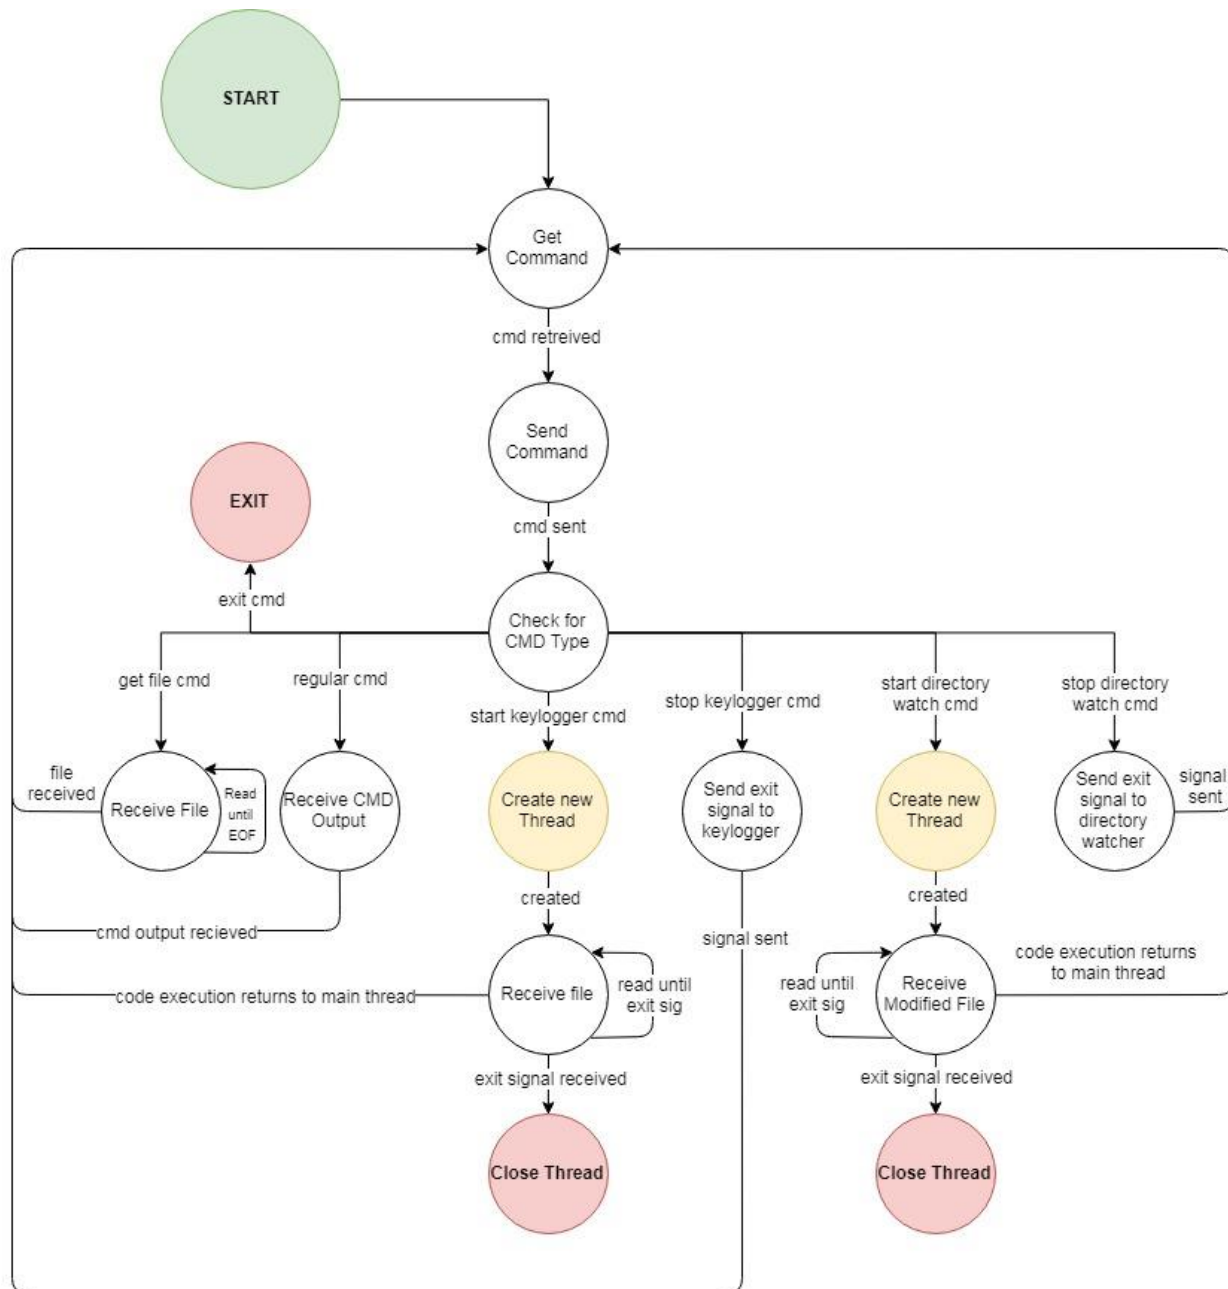 START
Get
Command
cmd retreived
Send
Command
EXIT
cmd sent
exit cmd
Check for
CMD Type
get file cmd
regular cmd
start keylogger cmd
stop keylogger cmd
start directory
watch cmd
stop directory
watch cmd
file
received
Receive File
Read
until
EOF
Receive CMD
Output
Create new
Thread
Send exit
signal to
keylogger
Create new
Thread
Send exit
signal to
directory
watcher
signal
sent
created
created
cmd output recieved
signal sent
code execution returns
to main thread
code execution returns to main thread
Receive file
read until
exit sig
read until
exit sig
Receive
Modified File
exit signal received
exit signal received
Close Thread
Close Thread